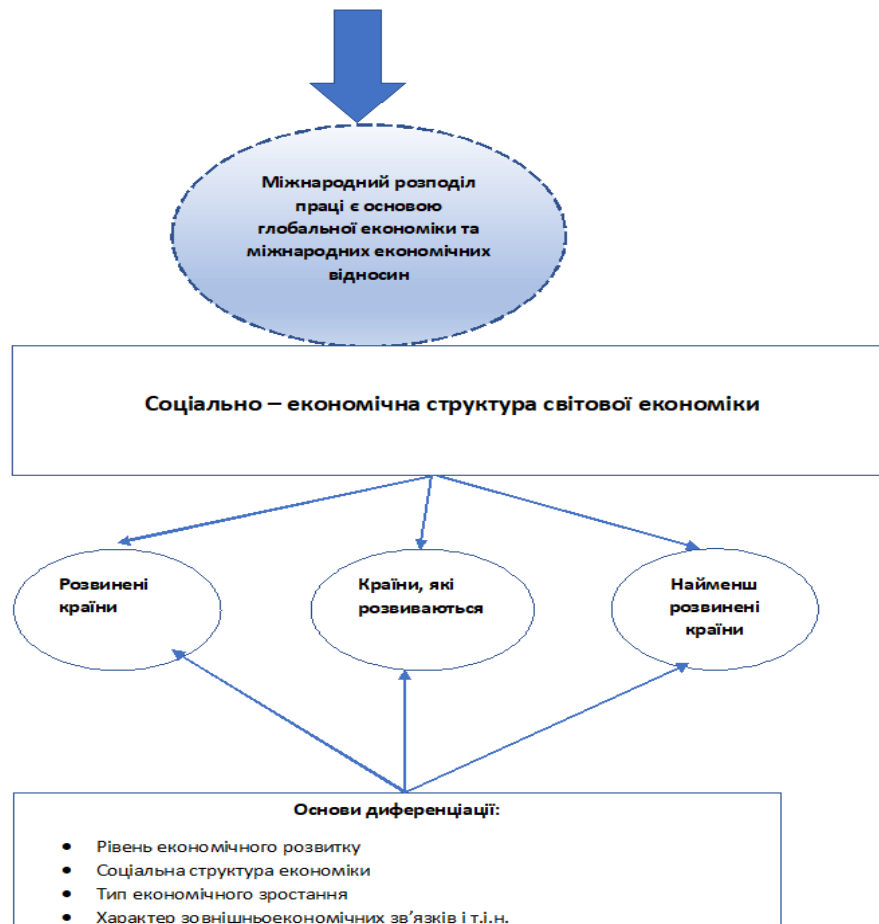 Міжнародний розподіл
праці є основою
глобальної економіки та
міжнародних економічних
відносин
Соціально – економічна структура світової економіки
Розвинені
країни
Країни, які
розвиваються
Найменш
розвинені
країни
Основи диференціації:
• Рівень економічного розвитку
• Соціальна структура економіки
• Тип економічного зростання
• Характер зовнішньоекономічних зв’язків і т.і.н.